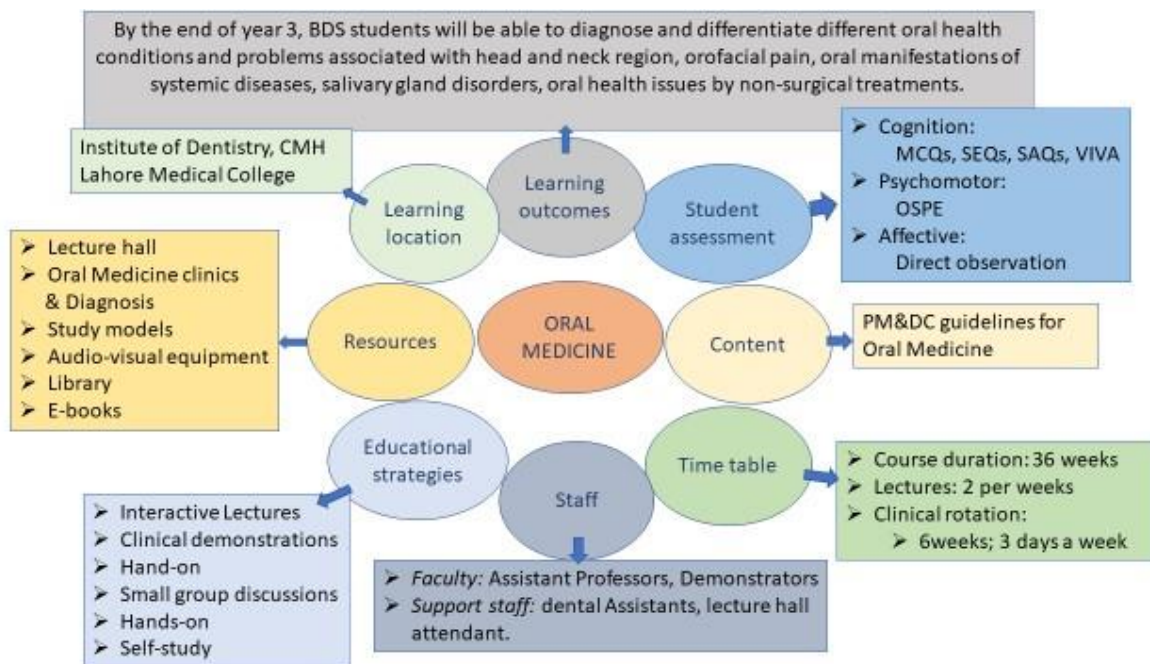 By the end of year 3, BDS students will be able to diagnose and differentiate different oral health
conditions and problems associated with head and neck region, orofacial pain, oral manifestations of
systemic diseases, salivary gland disorders, oral health issues by non-surgical treatments.
Institute of Dentistry, CMH
Lahore Medical College
Learning
location
Learning
outcomes
Student
assessment
➢ Cognition:
MCQs, SEQs, SAQs, VIVA
➢ Psychomotor:
OSPE
➢ Affective:
Direct observation
➢ Lecture hall
➢ Oral Medicine clinics
& Diagnosis
➢ Study models
➢ Audio-visual equipment
➢ Library
➢ E-books
Resources
ORAL
MEDICINE
Content
PM&DC guidelines for
Oral Medicine
Educational
strategies
Staff
Time table
➢ Course duration: 36 weeks
➢ Lectures: 2 per weeks
➢ Clinical rotation:
➢ 6weeks; 3 days a week
➢ Interactive Lectures
➢ Clinical demonstrations
➢ Hand-on
➢ Small group discussions
➢ Hands-on
➢ Self-study
➢ Faculty: Assistant Professors, Demonstrators
➢ Support staff: dental Assistants, lecture hall
attendant.